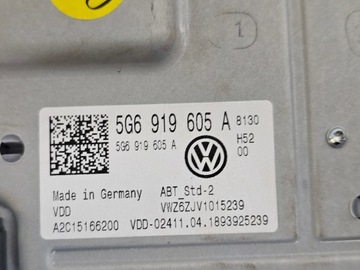 1
5G6 919 605 A 8130
5G6 919 605 A H52
00
Made in Germany ABT_Std-2
VDD VWZ6ZJV1015239
A2C15166200 VDD-02411.04.1893925239